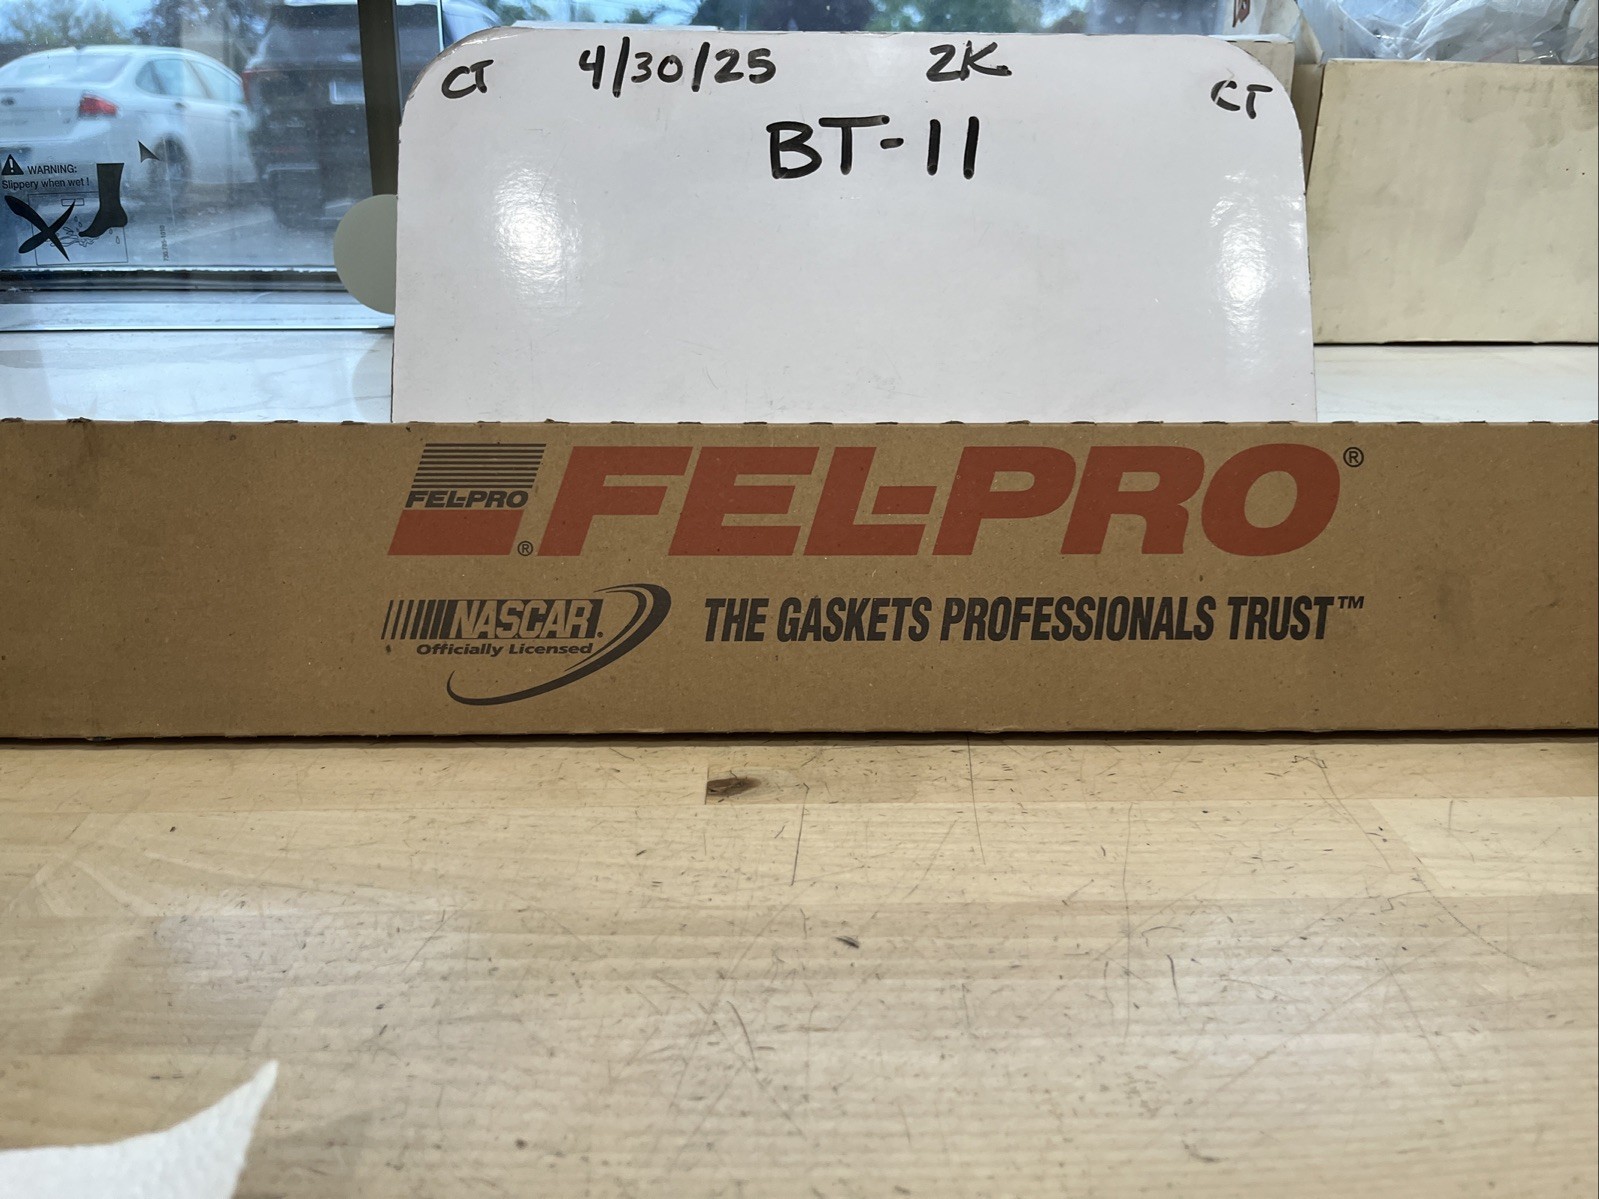 CT 4/30/25 2K CT
BT-11
WARNING:
Slippery when wet !
FEL-PRO ®
FEL-PRO ®
NASCAR.
Officially Licensed
THE GASKETS PROFESSIONALS TRUST™